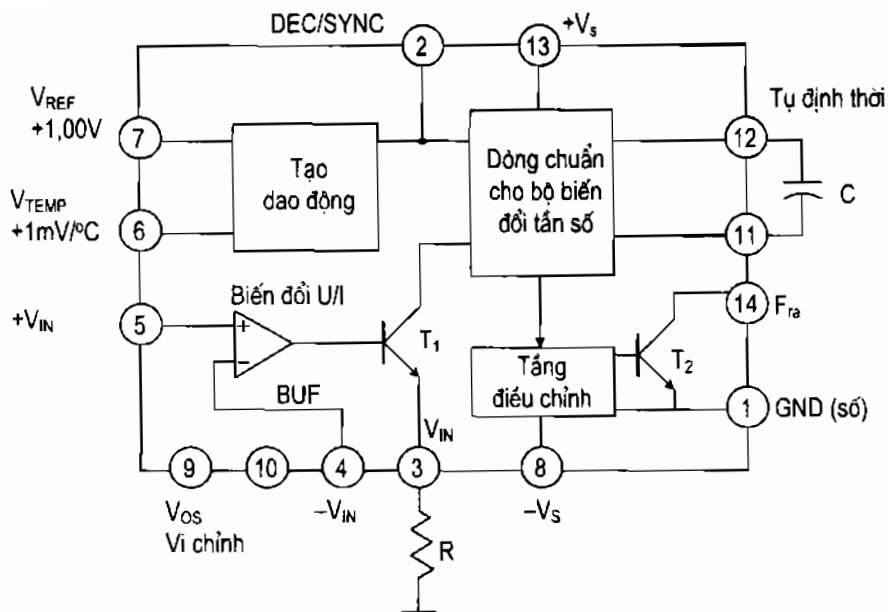 DEC/SYNC
2
13
+Vs
VREF
+1,00V
7
Tạo
dao động
Dòng chuẩn
cho bộ biến
đổi tần số
Tụ định thời
12
C
VTEMP
+1mV/ºC
6
11
Biến đổi U/I
+VIN
5
+
−
T1
BUF
14
Fra
Tầng
điều chỉnh
T2
1
GND (số)
VIN
9
10
4
3
8
VOS
Vi chỉnh
−VIN
−VS
R